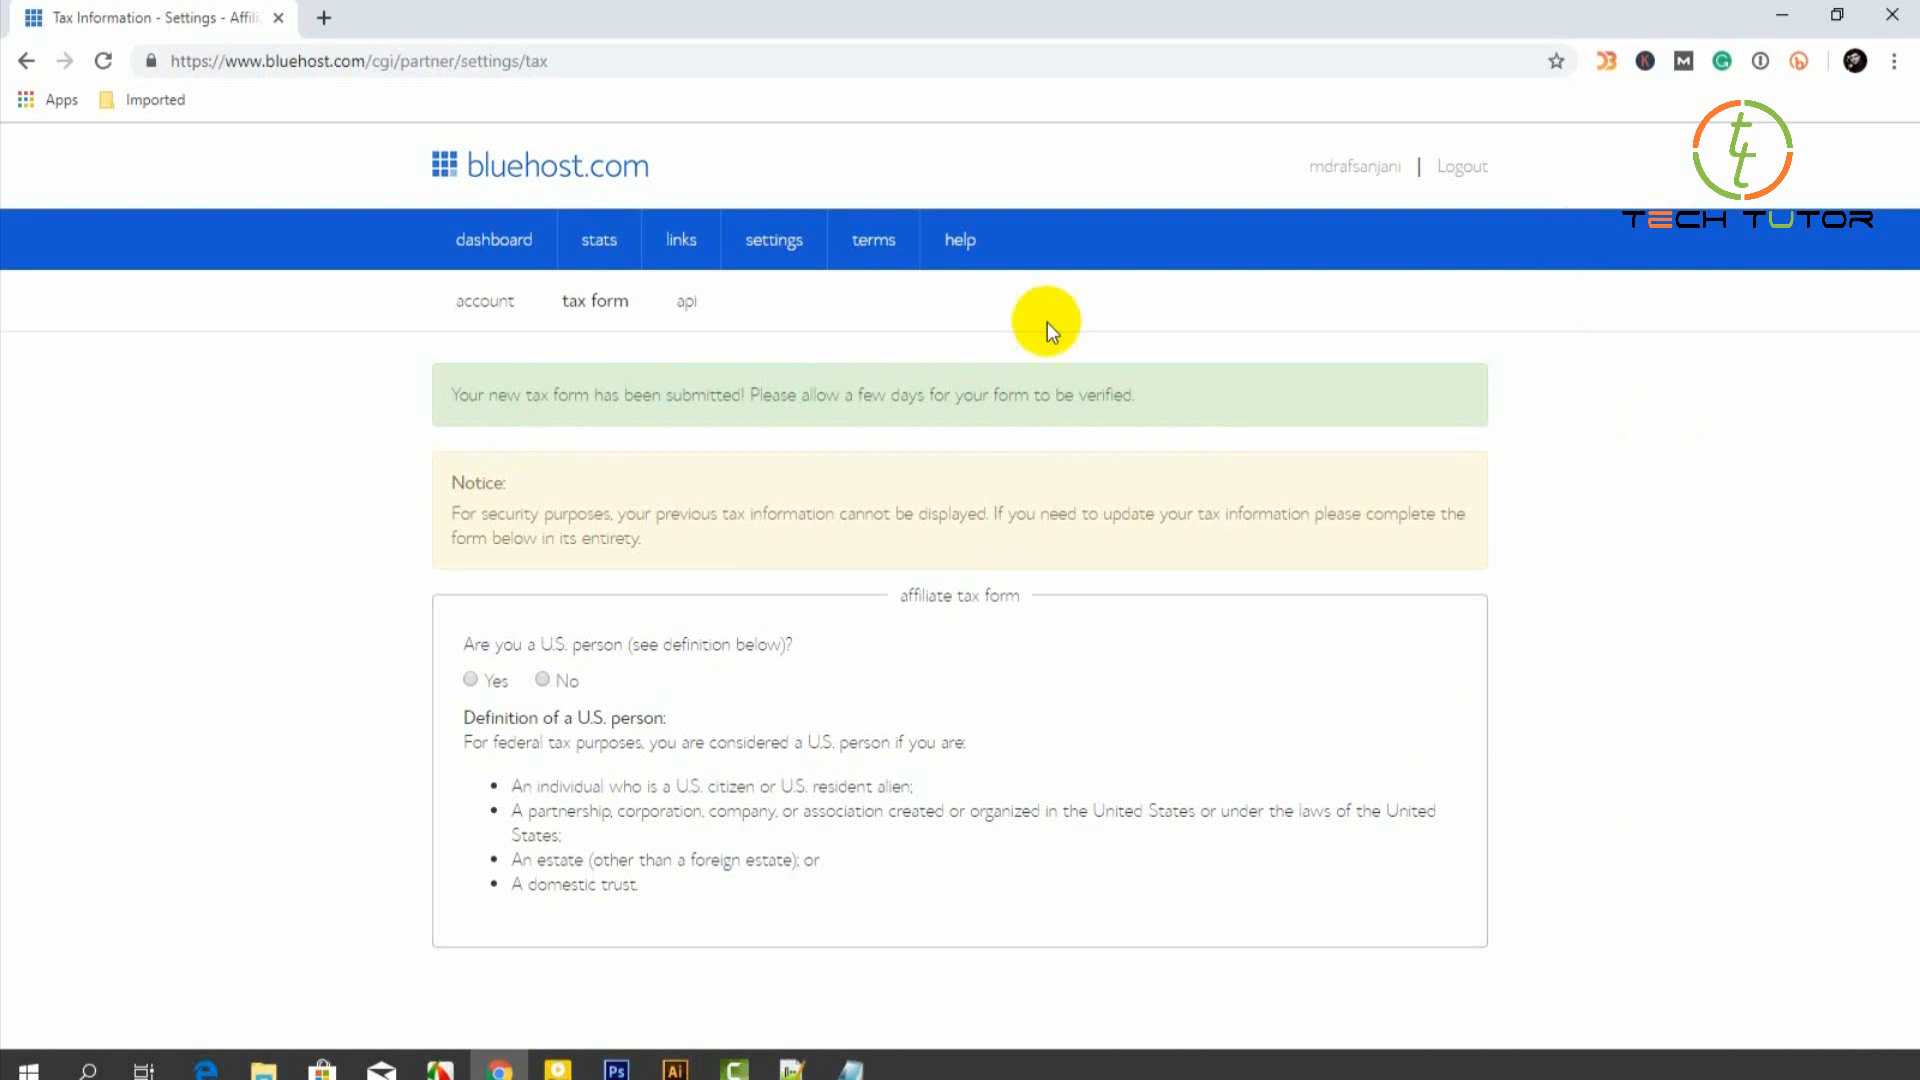 Tax Information - Settings - Affili
https://www.bluehost.com/cgi/partner/settings/tax
Apps Imported
bluehost.com
mdrafsanjani | Logout
TECH TUTOR
dashboard stats links settings terms help
account tax form api
Your new tax form has been submitted! Please allow a few days for your form to be verified.
Notice:
For security purposes, your previous tax information cannot be displayed. If you need to update your tax information please complete the
form below in its entirety.
affiliate tax form
Are you a U.S. person (see definition below)?
Yes No
Definition of a U.S. person:
For federal tax purposes, you are considered a U.S. person if you are:
• An individual who is a U.S. citizen or U.S. resident alien;
• A partnership, corporation, company, or association created or organized in the United States or under the laws of the United
States;
• An estate (other than a foreign estate); or
• A domestic trust.
Ps Ai